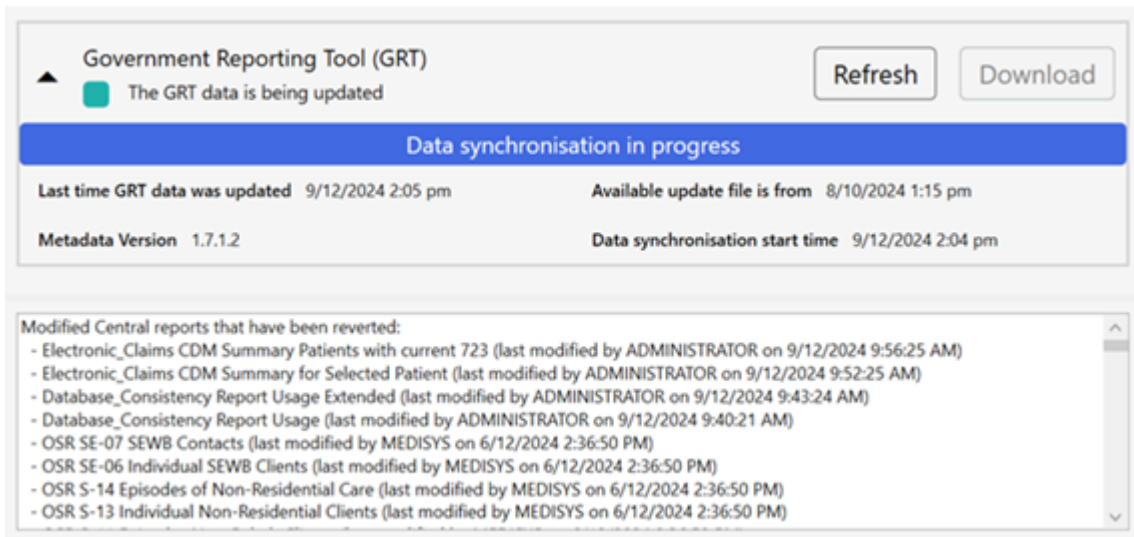 Government Reporting Tool (GRT)
The GRT data is being updated
Refresh
Download
Data synchronisation in progress
Last time GRT data was updated 9/12/2024 2:05 pm
Available update file is from 8/10/2024 1:15 pm
Metadata Version 1.7.1.2
Data synchronisation start time 9/12/2024 2:04 pm
Modified Central reports that have been reverted:
- Electronic_Claims CDM Summary Patients with current 723 (last modified by ADMINISTRATOR on 9/12/2024 9:56:25 AM)
- Electronic_Claims CDM Summary for Selected Patient (last modified by ADMINISTRATOR on 9/12/2024 9:52:25 AM)
- Database_Consistency Report Usage Extended (last modified by ADMINISTRATOR on 9/12/2024 9:43:24 AM)
- Database_Consistency Report Usage (last modified by ADMINISTRATOR on 9/12/2024 9:40:21 AM)
- OSR SE-07 SEWB Contacts (last modified by MEDISYS on 6/12/2024 2:36:50 PM)
- OSR SE-06 Individual SEWB Clients (last modified by MEDISYS on 6/12/2024 2:36:50 PM)
- OSR S-14 Episodes of Non-Residential Care (last modified by MEDISYS on 6/12/2024 2:36:50 PM)
- OSR S-13 Individual Non-Residential Clients (last modified by MEDISYS on 6/12/2024 2:36:50 PM)